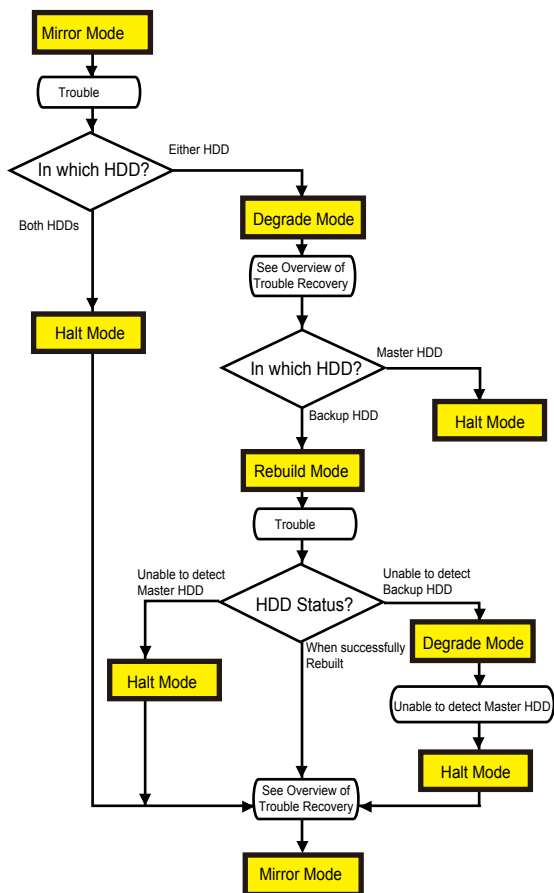 Mirror Mode
Trouble
In which HDD?
Either HDD
Both HDDs
Degrade Mode
See Overview of
Trouble Recovery
Halt Mode
In which HDD?
Master HDD
Halt Mode
Backup HDD
Rebuild Mode
Trouble
Unable to detect
Master HDD
HDD Status?
Unable to detect
Backup HDD
When successfully
Rebuilt
Degrade Mode
Halt Mode
Unable to detect Master HDD
Halt Mode
See Overview of
Trouble Recovery
Mirror Mode